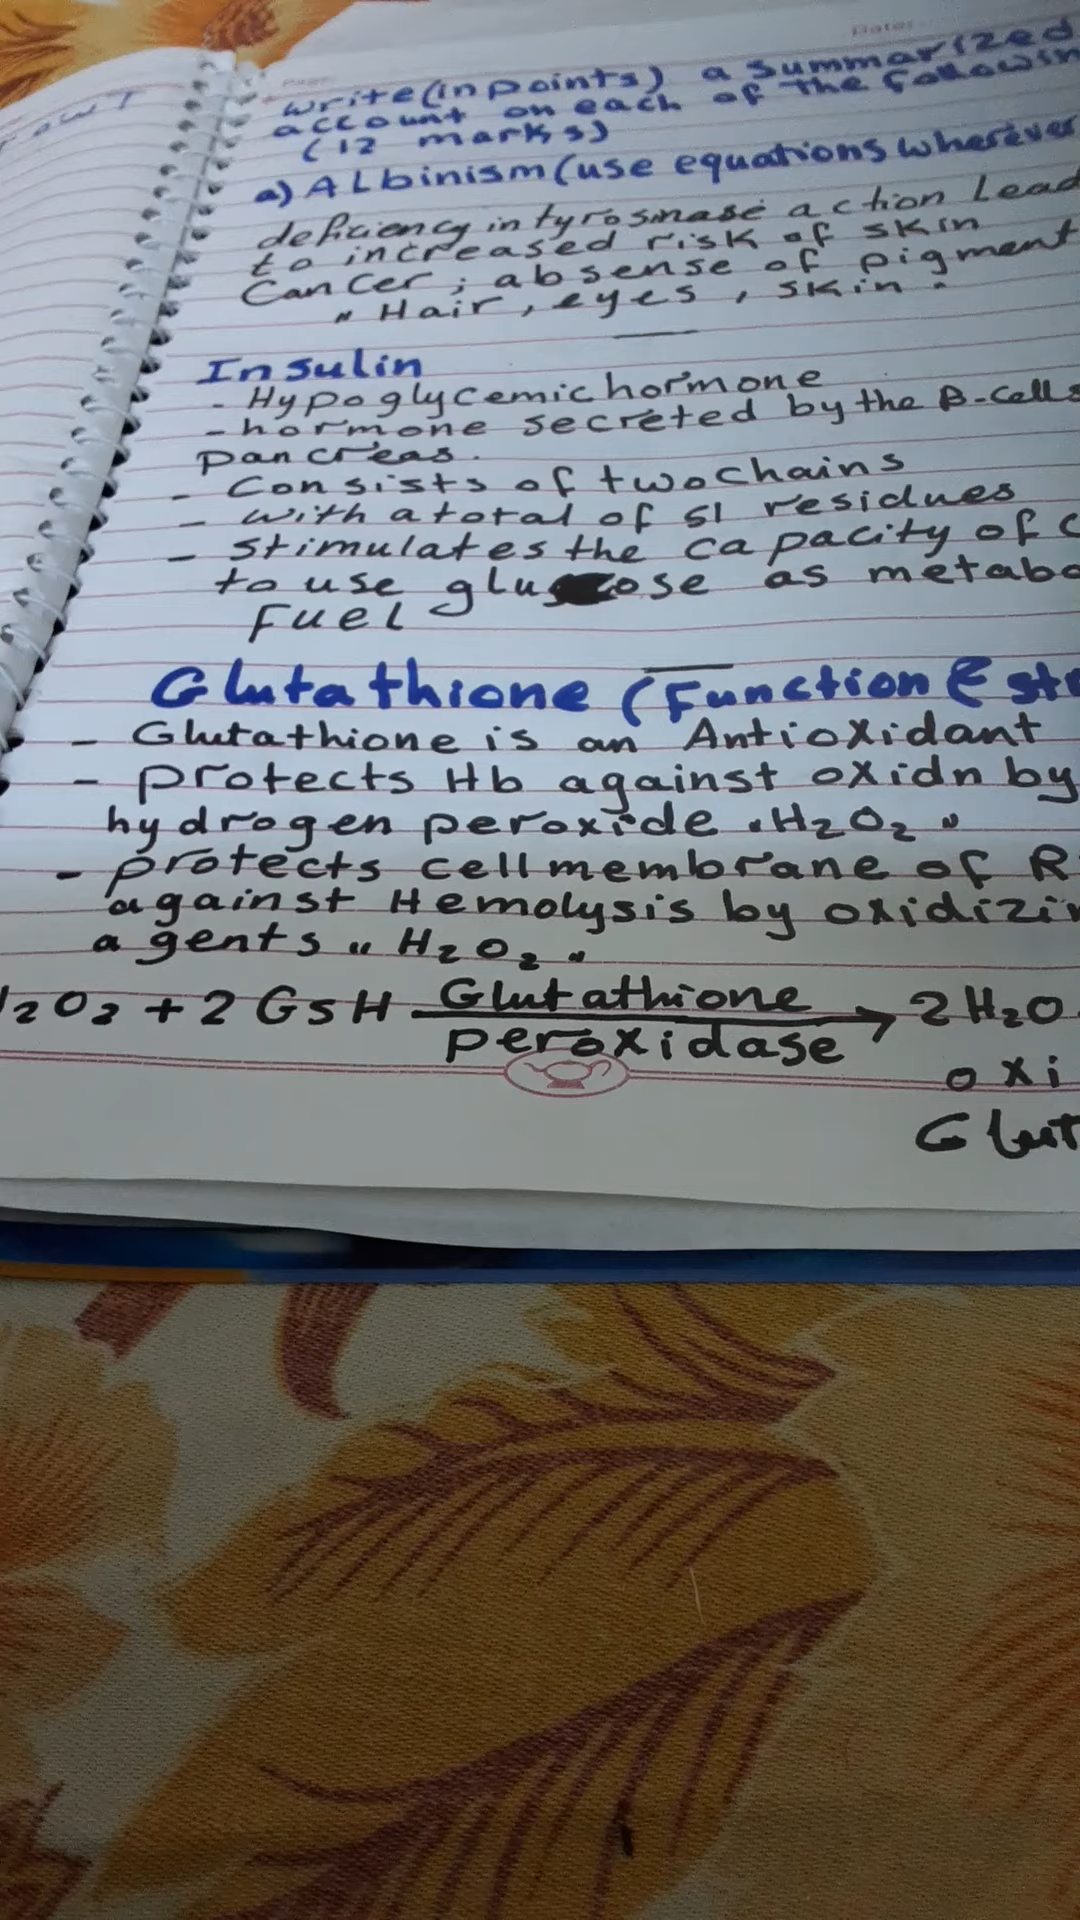 Date:
Page
write (in points) a summarized
account on each of the followin
(12 marks)
a) ALbinism (use equations wherever
deficiency in tyrosinase action Lead
to increased risk of skin
Cancer ; absense of pigment
" Hair, eyes, skin.
Insulin
- Hypoglycemic hormone
- hormone secreted by the β-Cells
pancreas.
- Consists of two chains
- with a total of 51 residues
- stimulates the capacity of C
to use glucose as metabo
Fuel
Glutathione (Function & str
- Glutathione is an Antioxidant
- protects Hb against oxidn by
hydrogen peroxide "H2O2"
- protects cell membrane of R
against Hemolysis by oxidizin
agents "H2O2"
2O2 + 2 GSH Glutathione peroxidase → 2 H2O
oxi
Glut